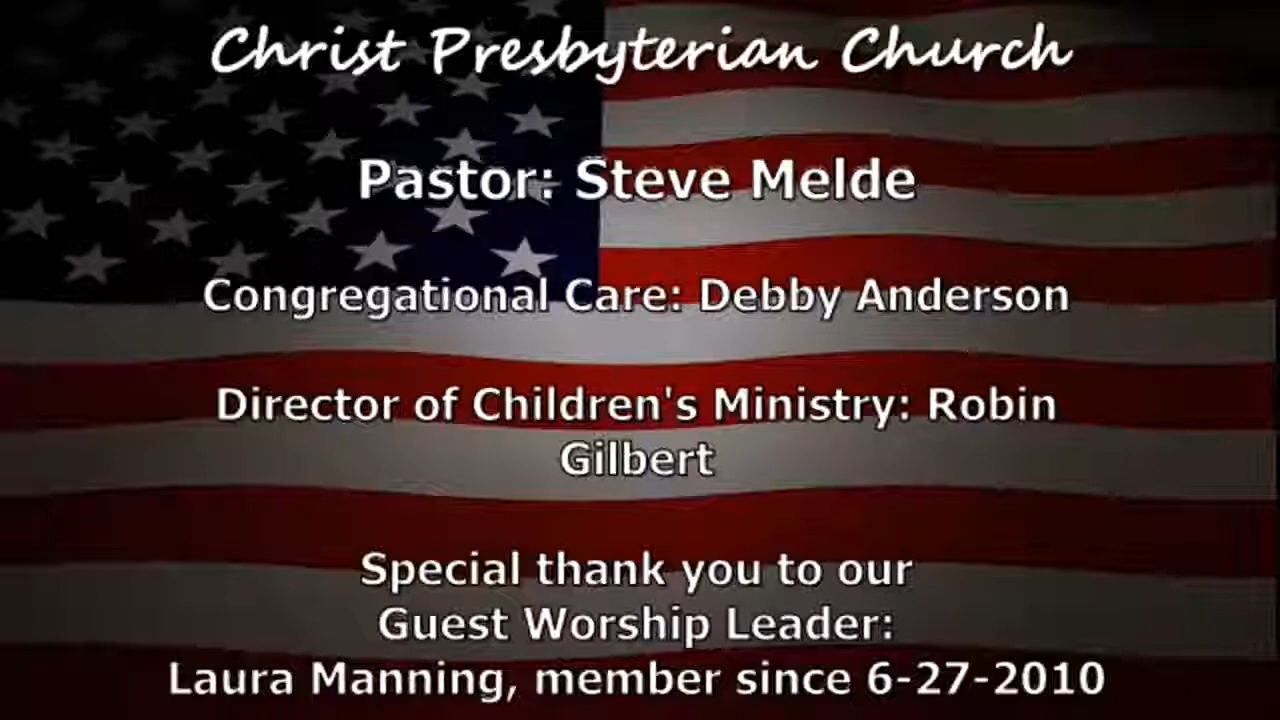 Christ Presbyterian Church
Pastor: Steve Melde
Congregational Care: Debby Anderson
Director of Children's Ministry: Robin
Gilbert
Special thank you to our
Guest Worship Leader:
Laura Manning, member since 6-27-2010